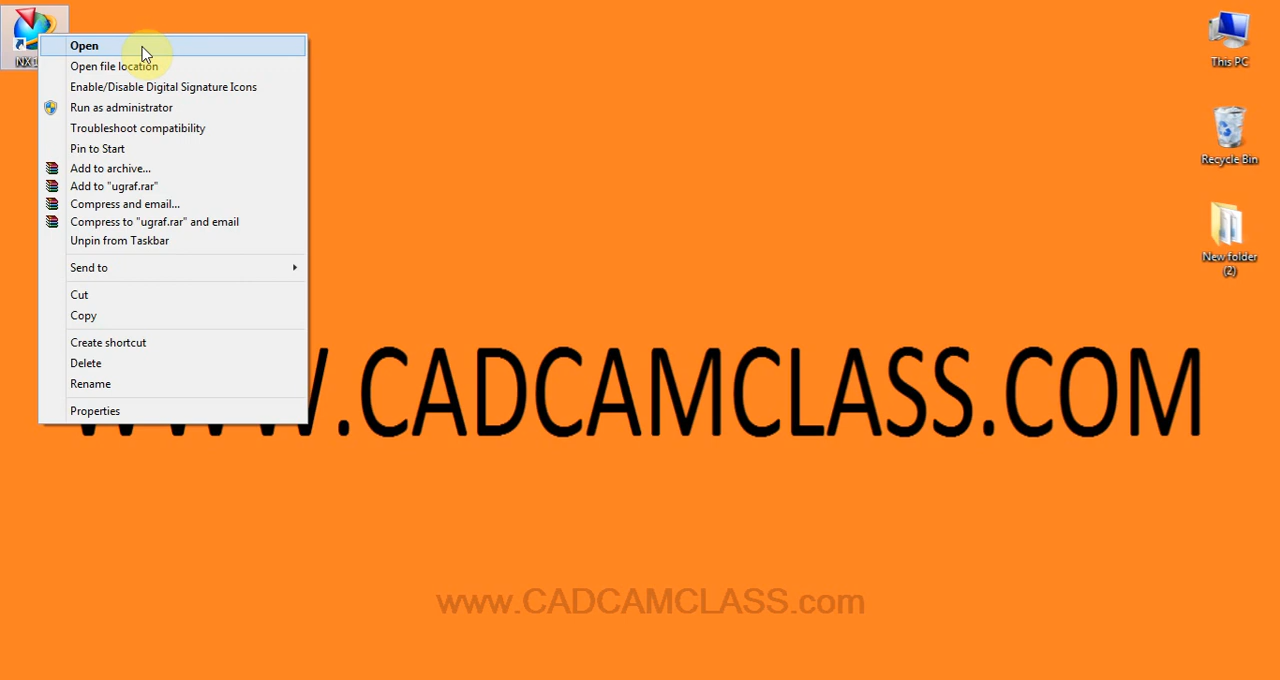 Open
Open file location
Enable/Disable Digital Signature Icons
Run as administrator
Troubleshoot compatibility
Pin to Start
Add to archive...
Add to "ugraf.rar"
Compress and email...
Compress to "ugraf.rar" and email
Unpin from Taskbar
Send to
Cut
Copy
Create shortcut
Delete
Rename
Properties
This PC
Recycle Bin
New folder
(2)
.CADCAMCLASS.COM
www.CADCAMCLASS.com